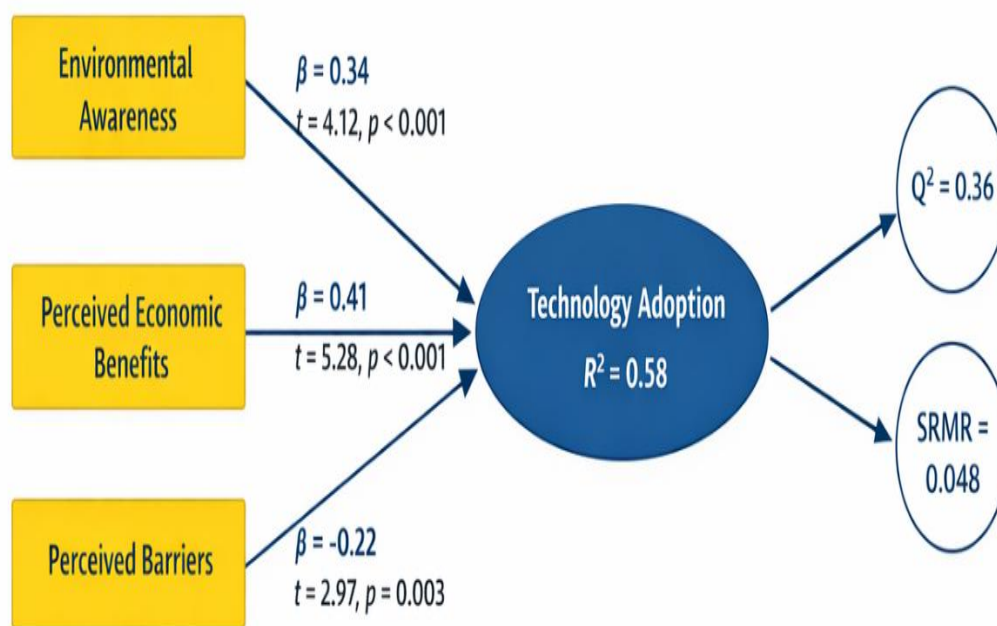 Environmental
Awareness
β = 0.34
t = 4.12, p < 0.001
Perceived Economic
Benefits
β = 0.41
t = 5.28, p < 0.001
Perceived Barriers
β = -0.22
t = 2.97, p = 0.003
Technology Adoption
R² = 0.58
Q² = 0.36
SRMR =
0.048